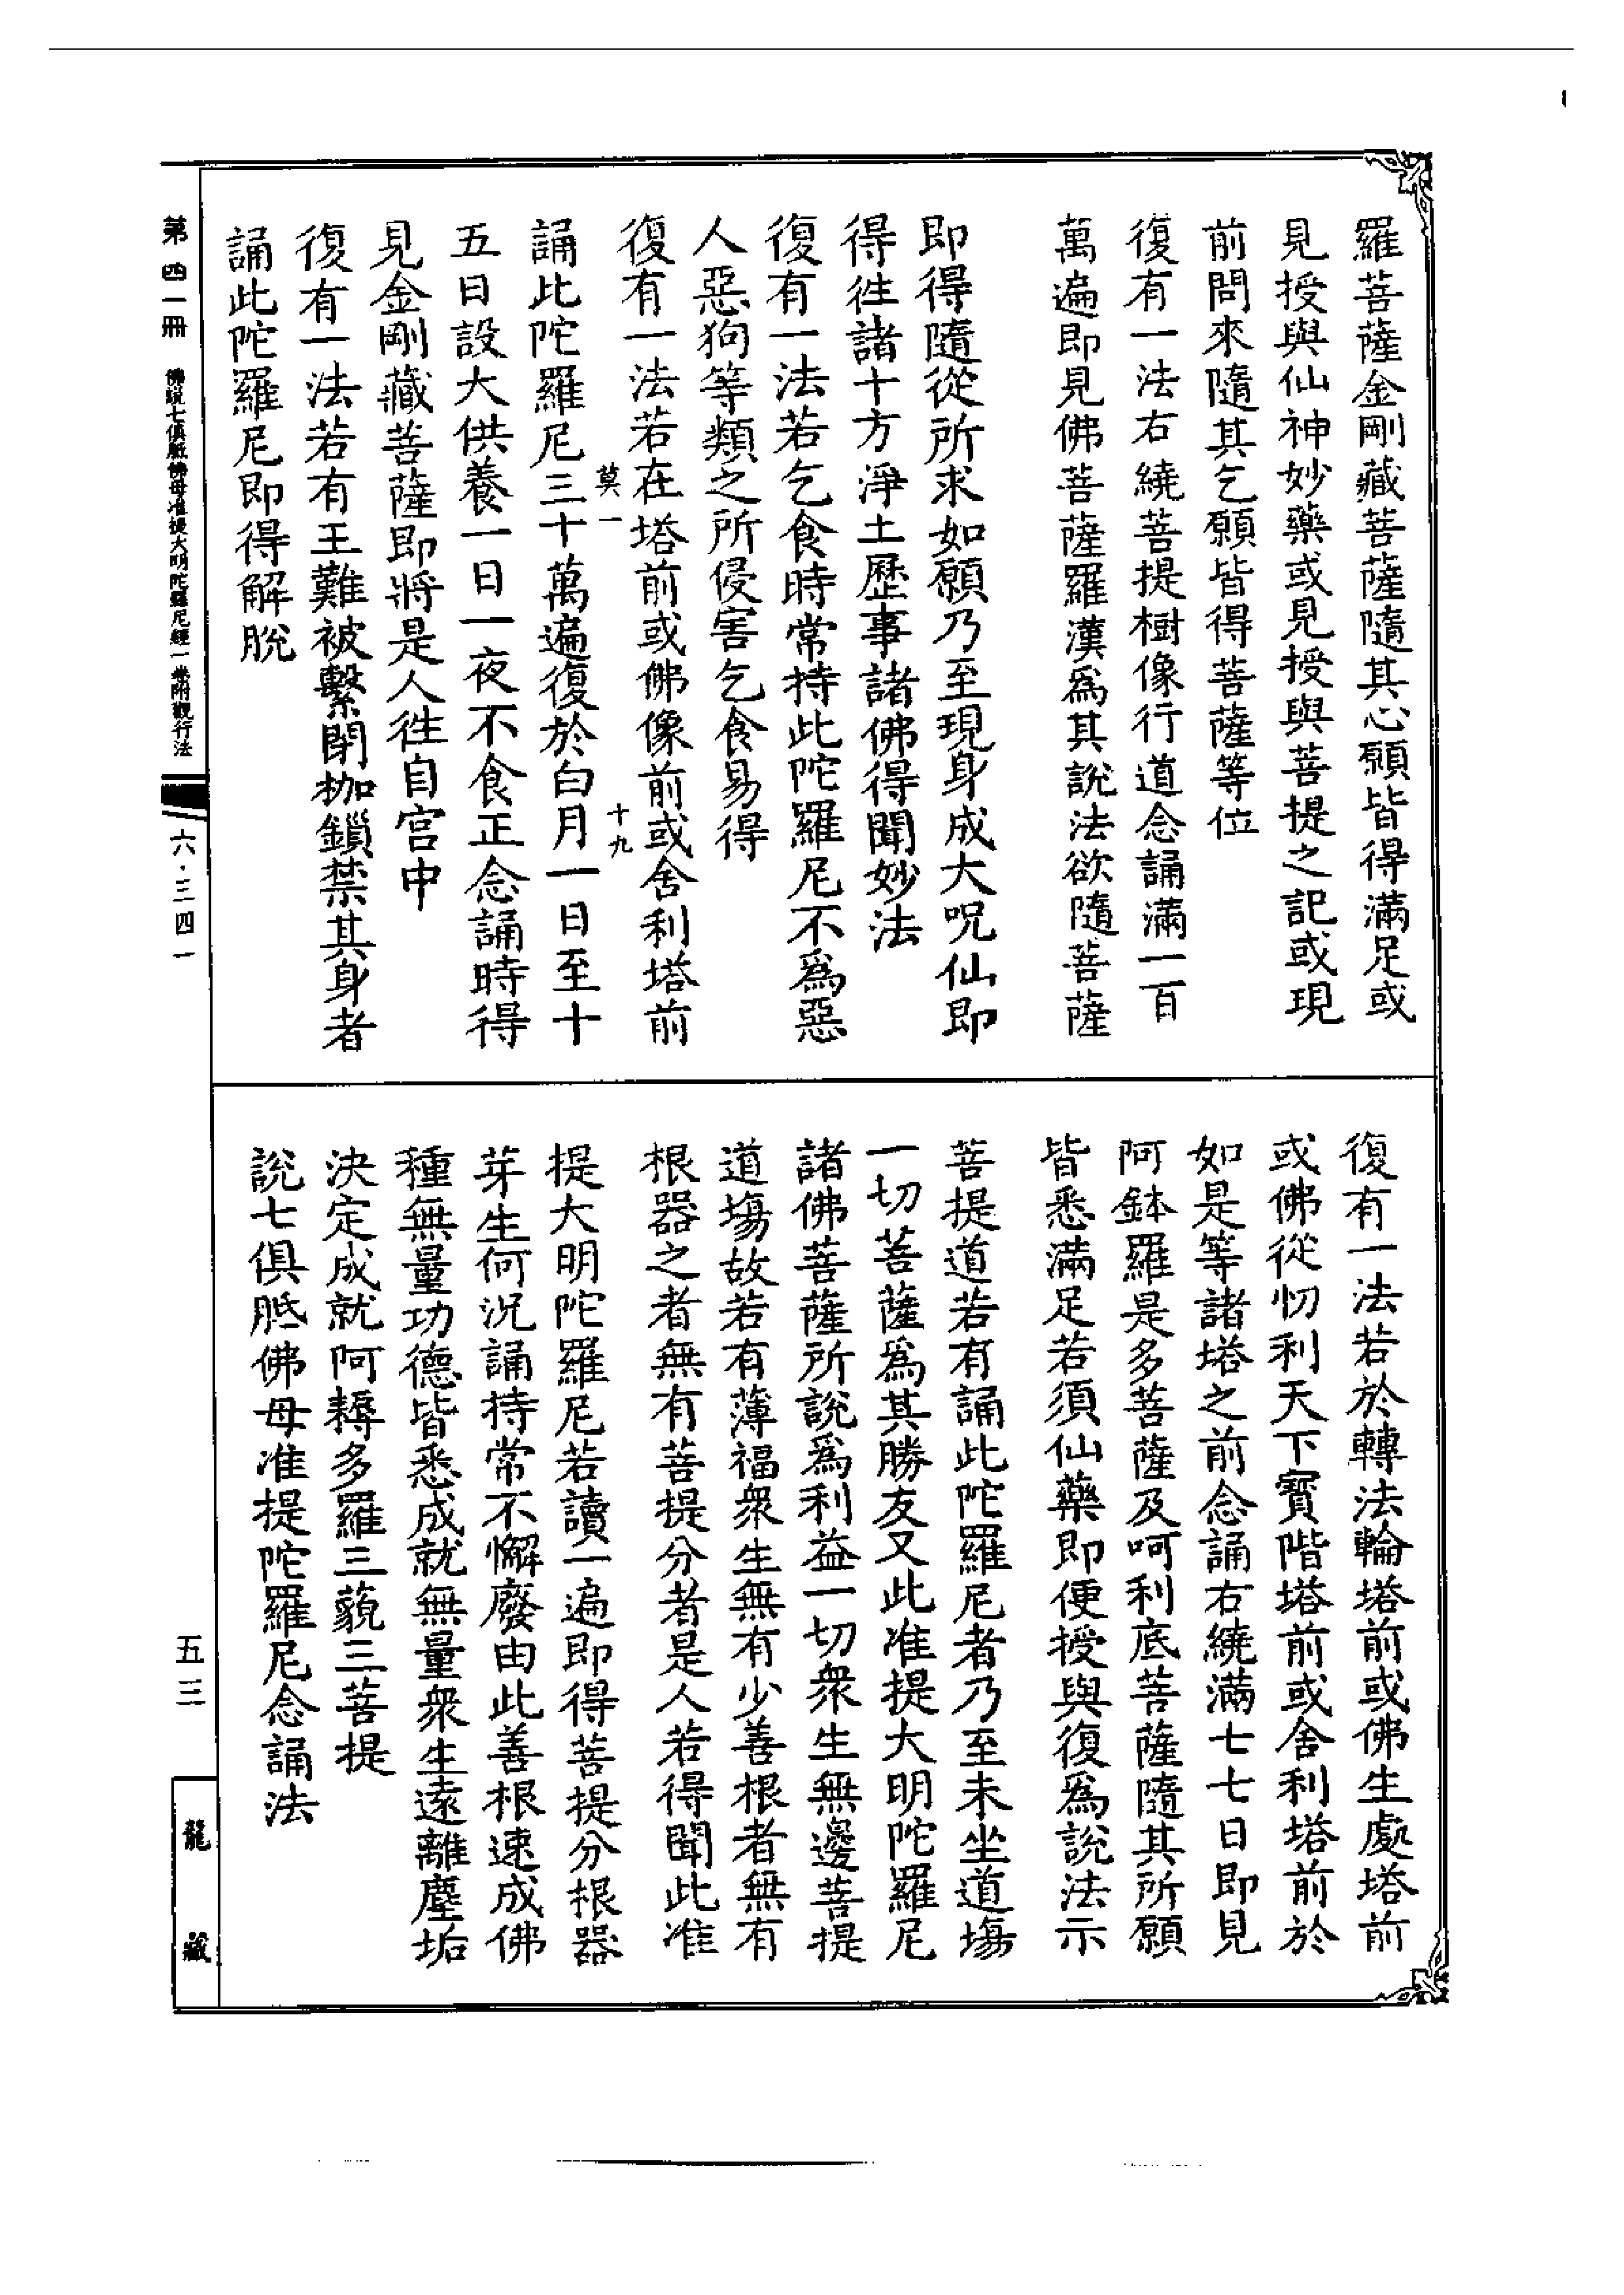 羅菩薩金剛藏菩薩隨其心願皆得滿足或
見授與仙神妙藥或見授與菩提之記或現
前問來隨其乞願皆得菩薩等位
復有一法右繞菩提樹像行道念誦滿一百
萬遍即見佛菩薩羅漢爲其說法欲隨菩薩
即得隨從所求如願乃至現身成大呪仙即
得往諸十方淨土歷事諸佛得聞妙法
復有一法若乞食時常持此陀羅尼不爲惡
人惡狗等類之所侵害乞食易得
復有一法若在塔前或佛像前或舍利塔前
莫一 十九
誦此陀羅尼三十萬遍復於白月一日至十
五日設大供養一日一夜不食正念誦時得
見金剛藏菩薩即將是人往自宫中
復有一法若有王難被繫閉枷鎖禁其身者
誦此陀羅尼即得解脫
復有一法若於轉法輪塔前或佛生處塔前
或佛從忉利天下寶階塔前或舍利塔前於
如是等諸塔之前念誦右繞滿七七日即見
阿鉢羅是多菩薩及呵利底菩薩隨其所願
皆悉滿足若須仙藥即便授與復爲說法示
菩提道若有誦此陀羅尼者乃至未坐道塲
一切菩薩爲其勝友又此准提大明陀羅尼
諸佛菩薩所說爲利益一切衆生無邊菩提
道塲故若有薄福衆生無有少善根者無有
根器之者無有菩提分者是人若得聞此准
提大明陀羅尼若讀一遍即得菩提分根器
芽生何況誦持常不懈廢由此善根速成佛
種無量功德皆悉成就無量衆生遠離塵垢
決定成就阿耨多羅三藐三菩提
說七俱胝佛母准提陀羅尼念誦法
第四一冊 佛說七俱胝佛母准提大明陀羅尼經一卷附觀行法
六·三四一
五三
龍藏